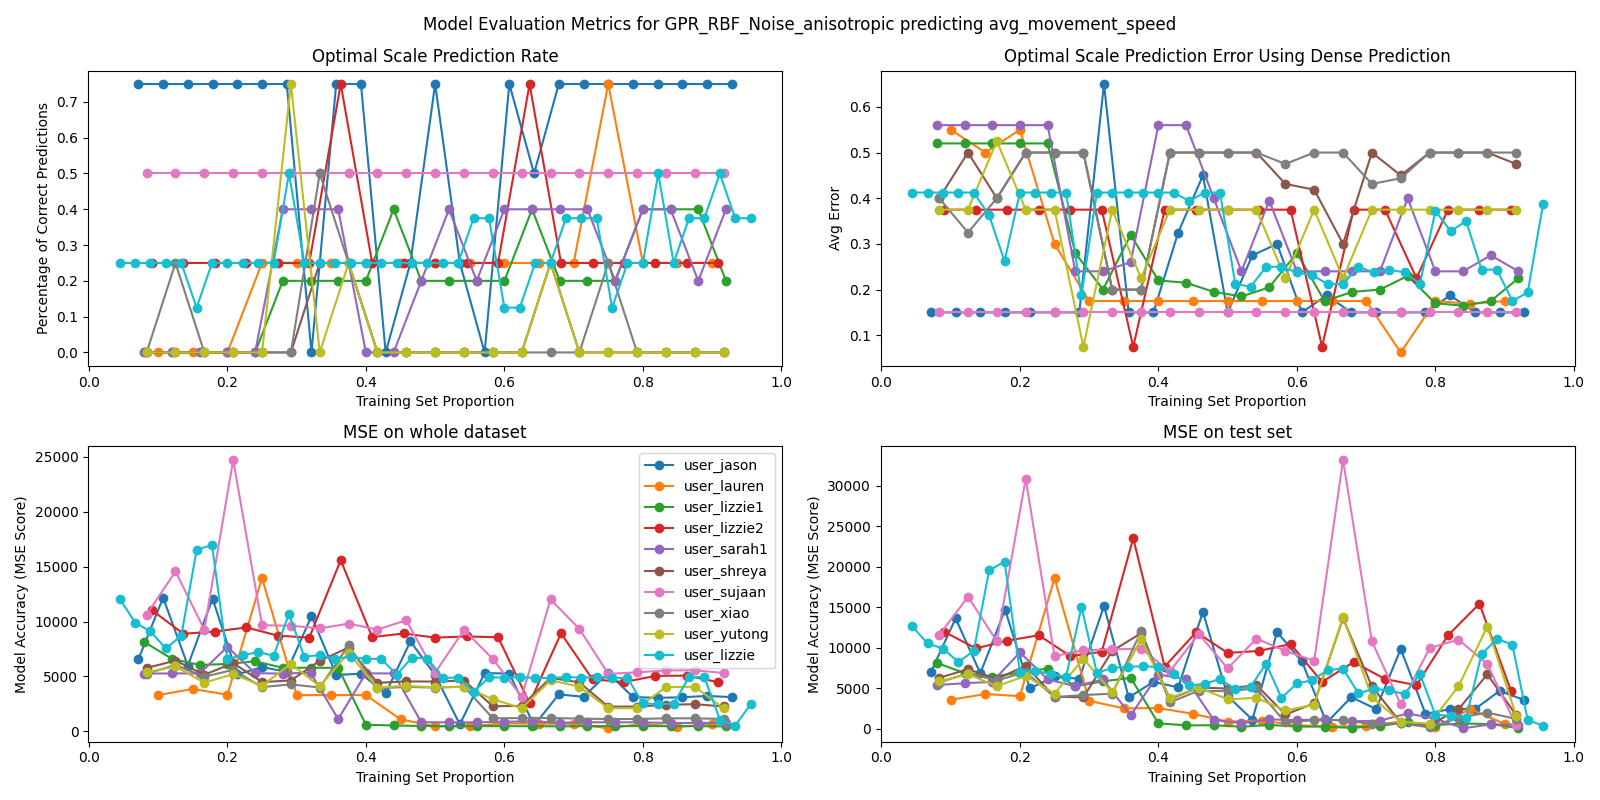 Model Evaluation Metrics for GPR_RBF_Noise_anisotropic predicting avg_movement_speed
Optimal Scale Prediction Rate
Percentage of Correct Predictions
0.7
0.6
0.5
0.4
0.3
0.2
0.1
0.0
0.0 0.2 0.4 0.6 0.8 1.0
Training Set Proportion
Optimal Scale Prediction Error Using Dense Prediction
Avg Error
0.6
0.5
0.4
0.3
0.2
0.1
0.0 0.2 0.4 0.6 0.8 1.0
Training Set Proportion
MSE on whole dataset
Model Accuracy (MSE Score)
25000
20000
15000
10000
5000
0
0.0 0.2 0.4 0.6 0.8 1.0
Training Set Proportion
user_jason
user_lauren
user_lizzie1
user_lizzie2
user_sarah1
user_shreya
user_sujaan
user_xiao
user_yutong
user_lizzie
MSE on test set
Model Accuracy (MSE Score)
30000
25000
20000
15000
10000
5000
0
0.0 0.2 0.4 0.6 0.8 1.0
Training Set Proportion